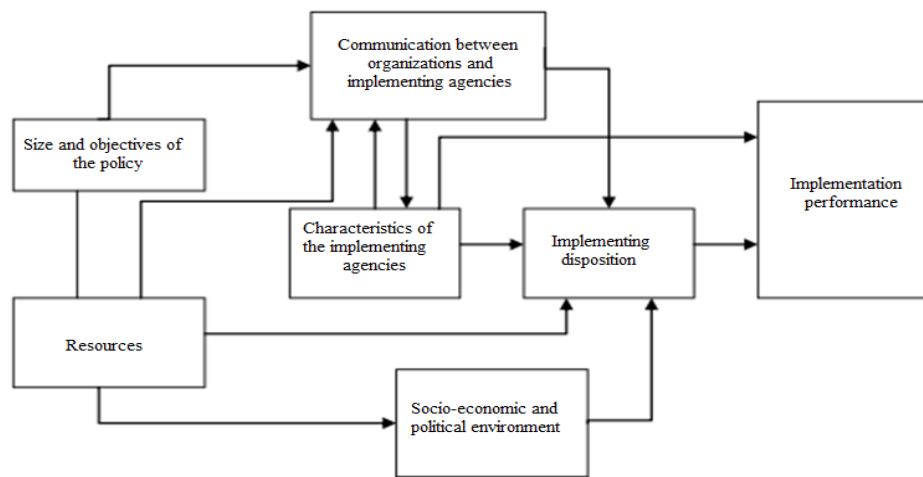 Communication between
organizations and
implementing agencies
Size and objectives of
the policy
Implementation
performance
Characteristics of
the implementing
agencies
Implementing
disposition
Resources
Socio-economic and
political environment